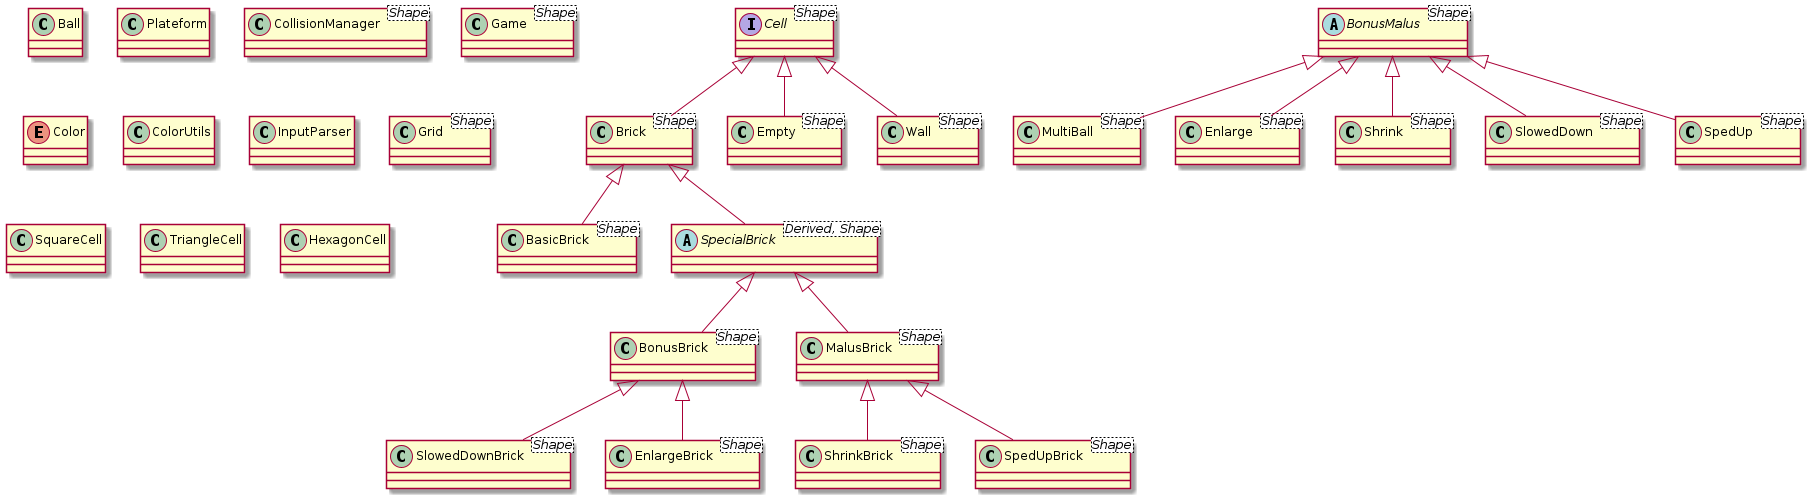 C Ball
C Plateform
C CollisionManager Shape
C Game Shape
I Cell Shape
A BonusMalus Shape
E Color
C ColorUtils
C InputParser
C Grid Shape
C Brick Shape
C Empty Shape
C Wall Shape
C MultiBall Shape
C Enlarge Shape
C Shrink Shape
C SlowedDown Shape
C SpedUp Shape
C SquareCell
C TriangleCell
C HexagonCell
C BasicBrick Shape
A SpecialBrick Derived, Shape
C BonusBrick Shape
C MalusBrick Shape
C SlowedDownBrick Shape
C EnlargeBrick Shape
C ShrinkBrick Shape
C SpedUpBrick Shape